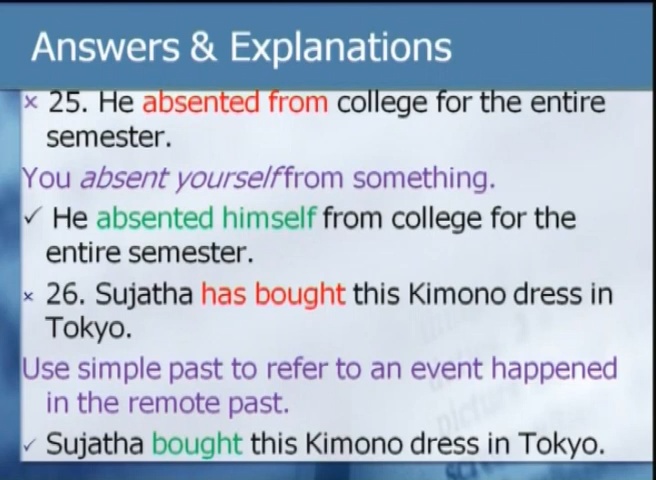 Answers & Explanations
× 25. He absented from college for the entire
semester.
You absent yourself from something.
✓ He absented himself from college for the
entire semester.
× 26. Sujatha has bought this Kimono dress in
Tokyo.
Use simple past to refer to an event happened
in the remote past.
✓ Sujatha bought this Kimono dress in Tokyo.